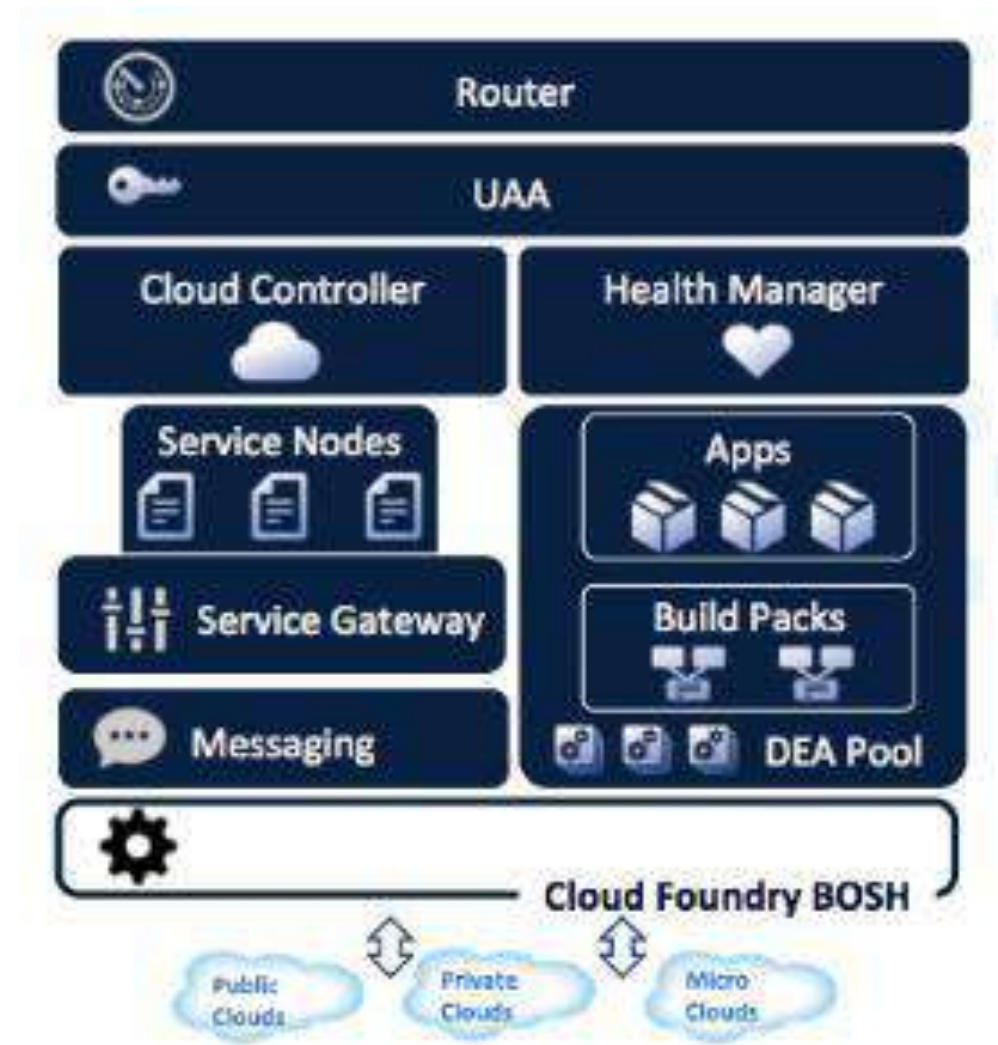 Router
UAA
Cloud Controller
Health Manager
Service Nodes
Apps
Service Gateway
Build Packs
Messaging
DEA Pool
Cloud Foundry BOSH
Public
Clouds
Private
Clouds
Micro
Clouds